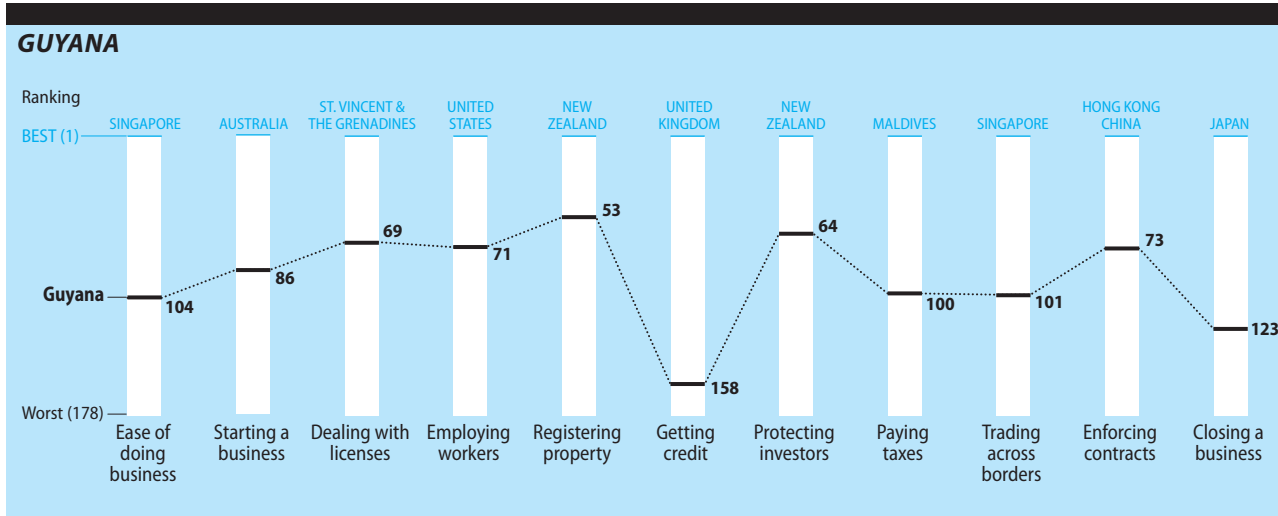 GUYANA
Ranking
BEST (1)
SINGAPORE
AUSTRALIA
ST. VINCENT &
THE GRENADINES
UNITED
STATES
NEW
ZEALAND
UNITED
KINGDOM
NEW
ZEALAND
MALDIVES
SINGAPORE
HONG KONG
CHINA
JAPAN
Guyana
104
86
69
71
53
158
64
100
101
73
123
Worst (178)
Ease of
doing
business
Starting a
business
Dealing with
licenses
Employing
workers
Registering
property
Getting
credit
Protecting
investors
Paying
taxes
Trading
across
borders
Enforcing
contracts
Closing a
business